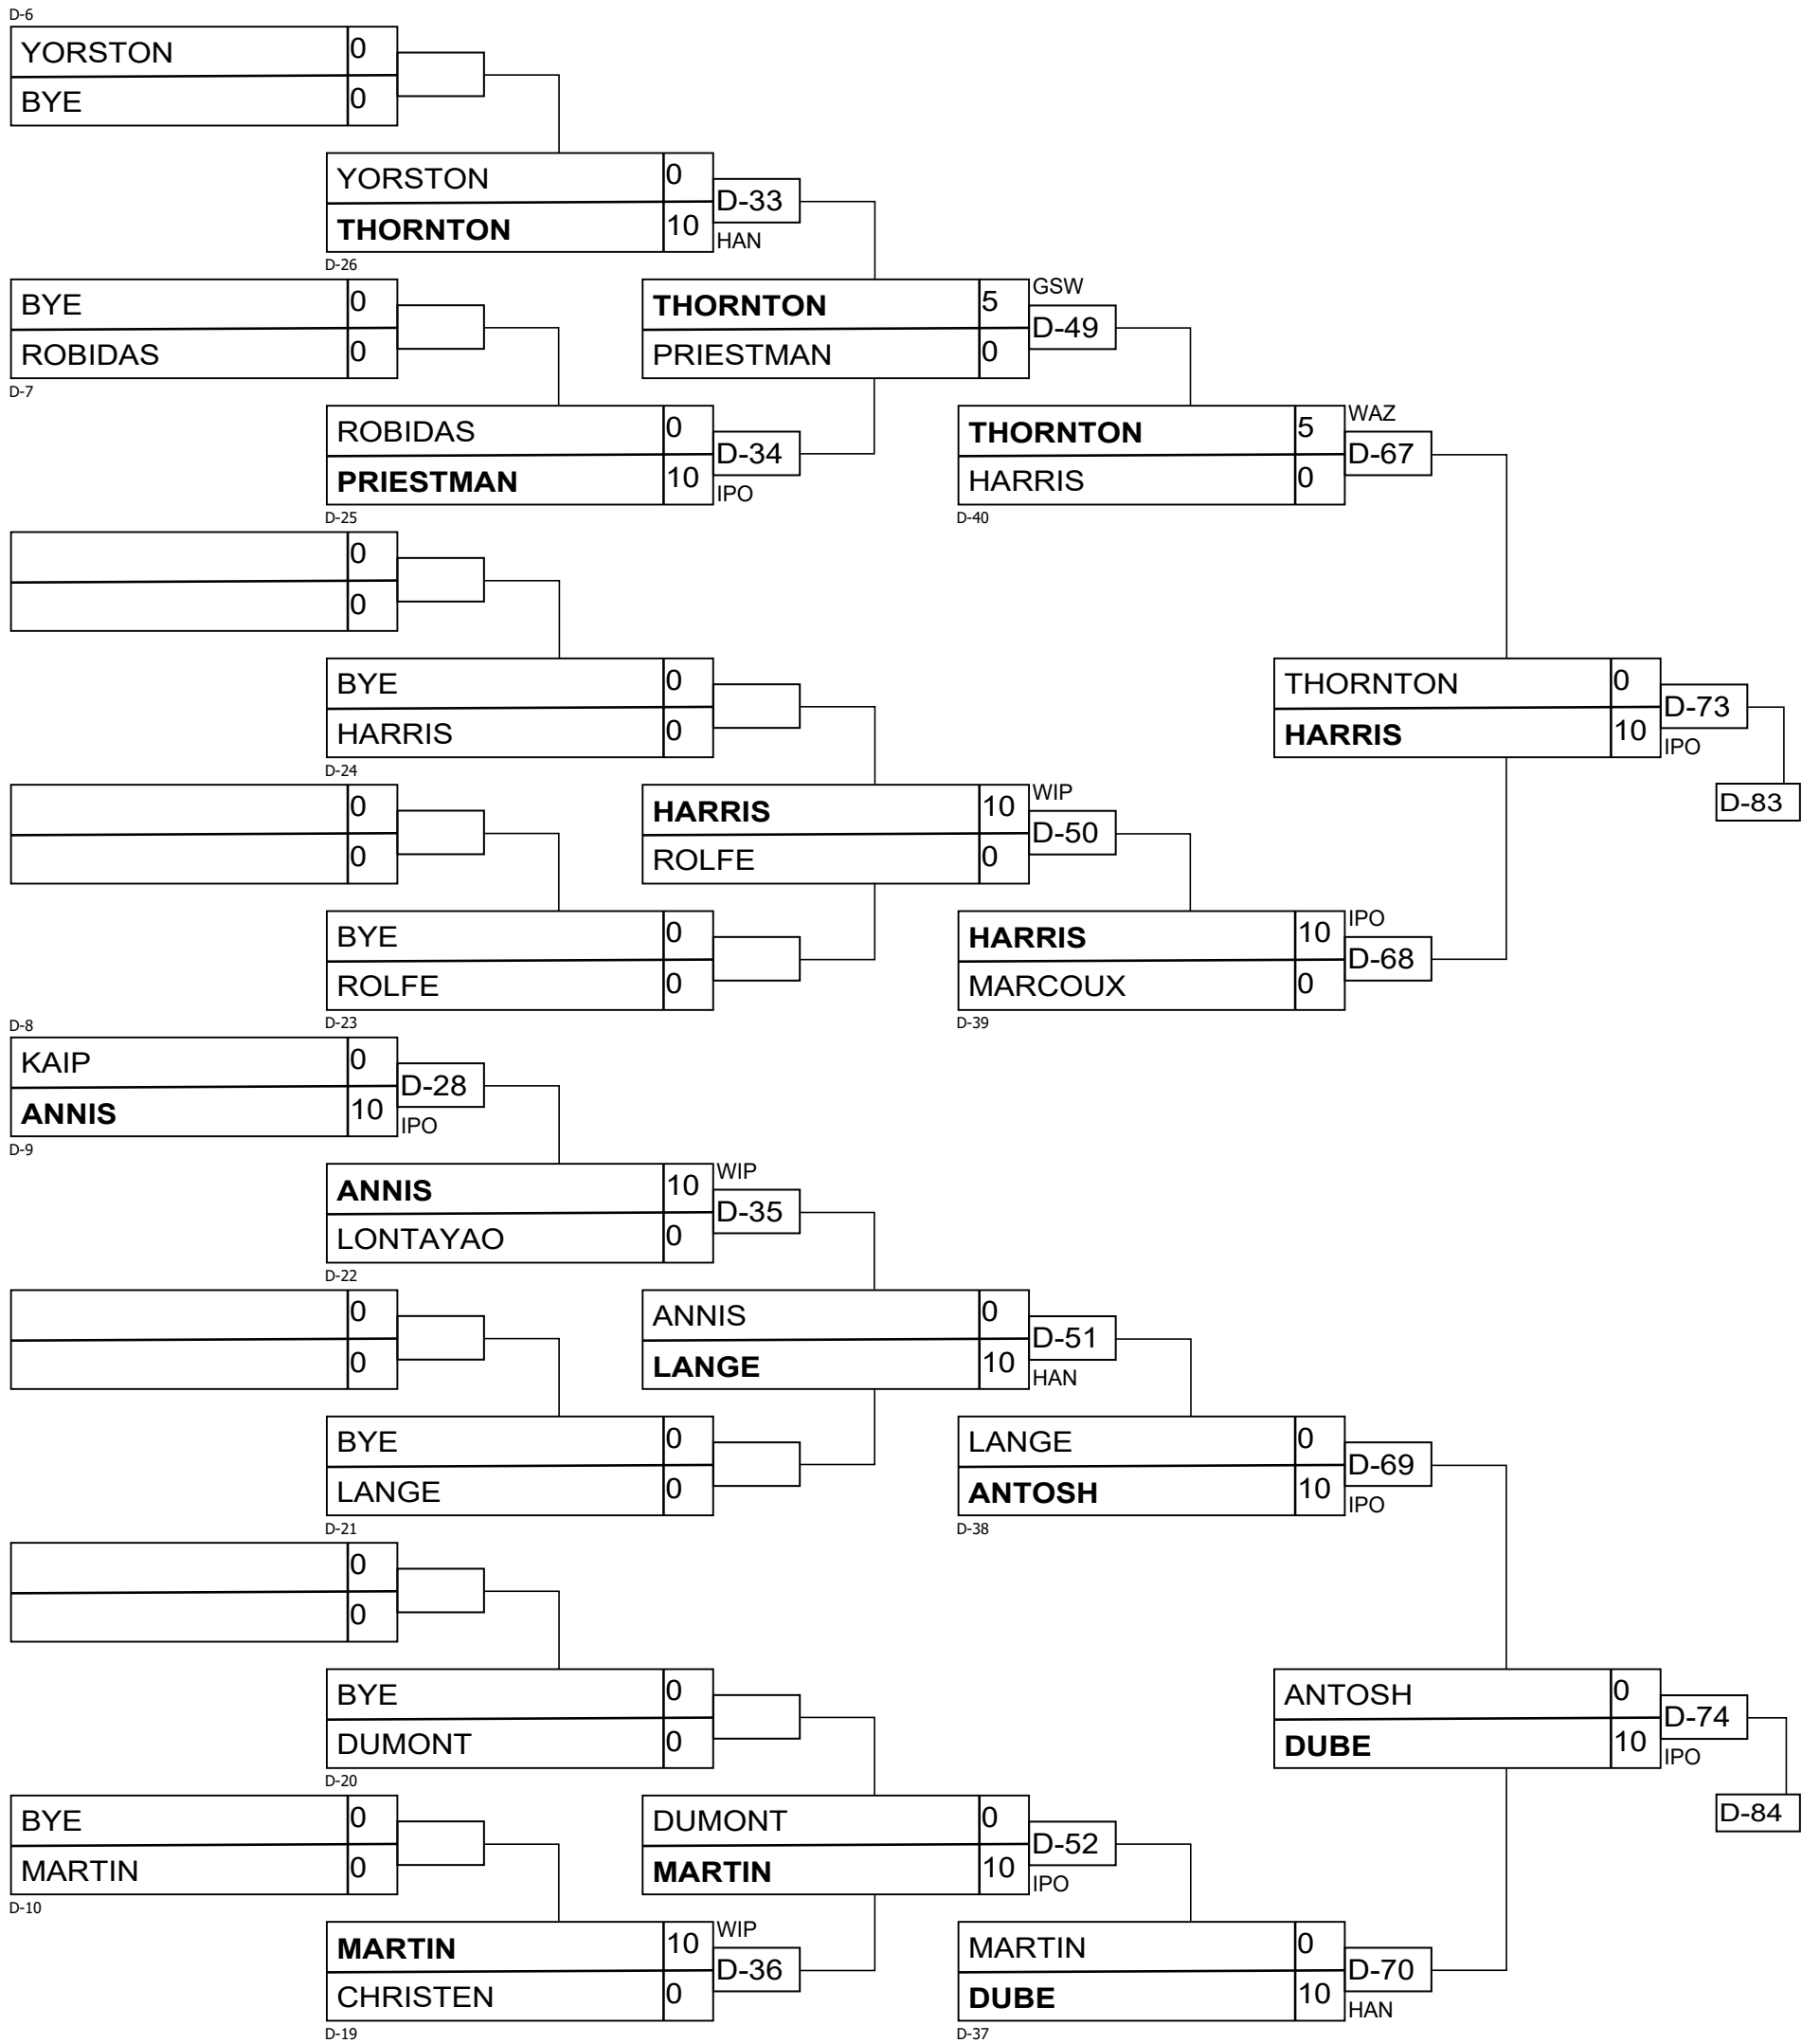 D-6
YORSTON 0
BYE 0
YORSTON 0
D-33
THORNTON 10
HAN
D-26
BYE 0
ROBIDAS 0
D-7
THORNTON 5
GSW
D-49
PRIESTMAN 0
ROBIDAS 0
D-34
PRIESTMAN 10
IPO
D-25
THORNTON 5
WAZ
D-67
HARRIS 0
D-40
0
0
BYE 0
HARRIS 0
D-24
THORNTON 0
D-73
HARRIS 10
IPO
D-83
0
0
HARRIS 10
WIP
D-50
ROLFE 0
BYE 0
ROLFE 0
D-23
HARRIS 10
IPO
D-68
MARCOUX 0
D-39
D-8
KAIP 0
D-28
ANNIS 10
IPO
D-9
ANNIS 10
WIP
D-35
LONTAYAO 0
D-22
0
0
ANNIS 0
D-51
LANGE 10
HAN
BYE 0
LANGE 0
D-21
LANGE 0
D-69
ANTOSH 10
IPO
D-38
0
0
BYE 0
DUMONT 0
D-20
ANTOSH 0
D-74
DUBE 10
IPO
D-84
BYE 0
MARTIN 0
D-10
DUMONT 0
D-52
MARTIN 10
IPO
MARTIN 10
WIP
D-36
CHRISTEN 0
D-19
MARTIN 0
D-70
DUBE 10
HAN
D-37